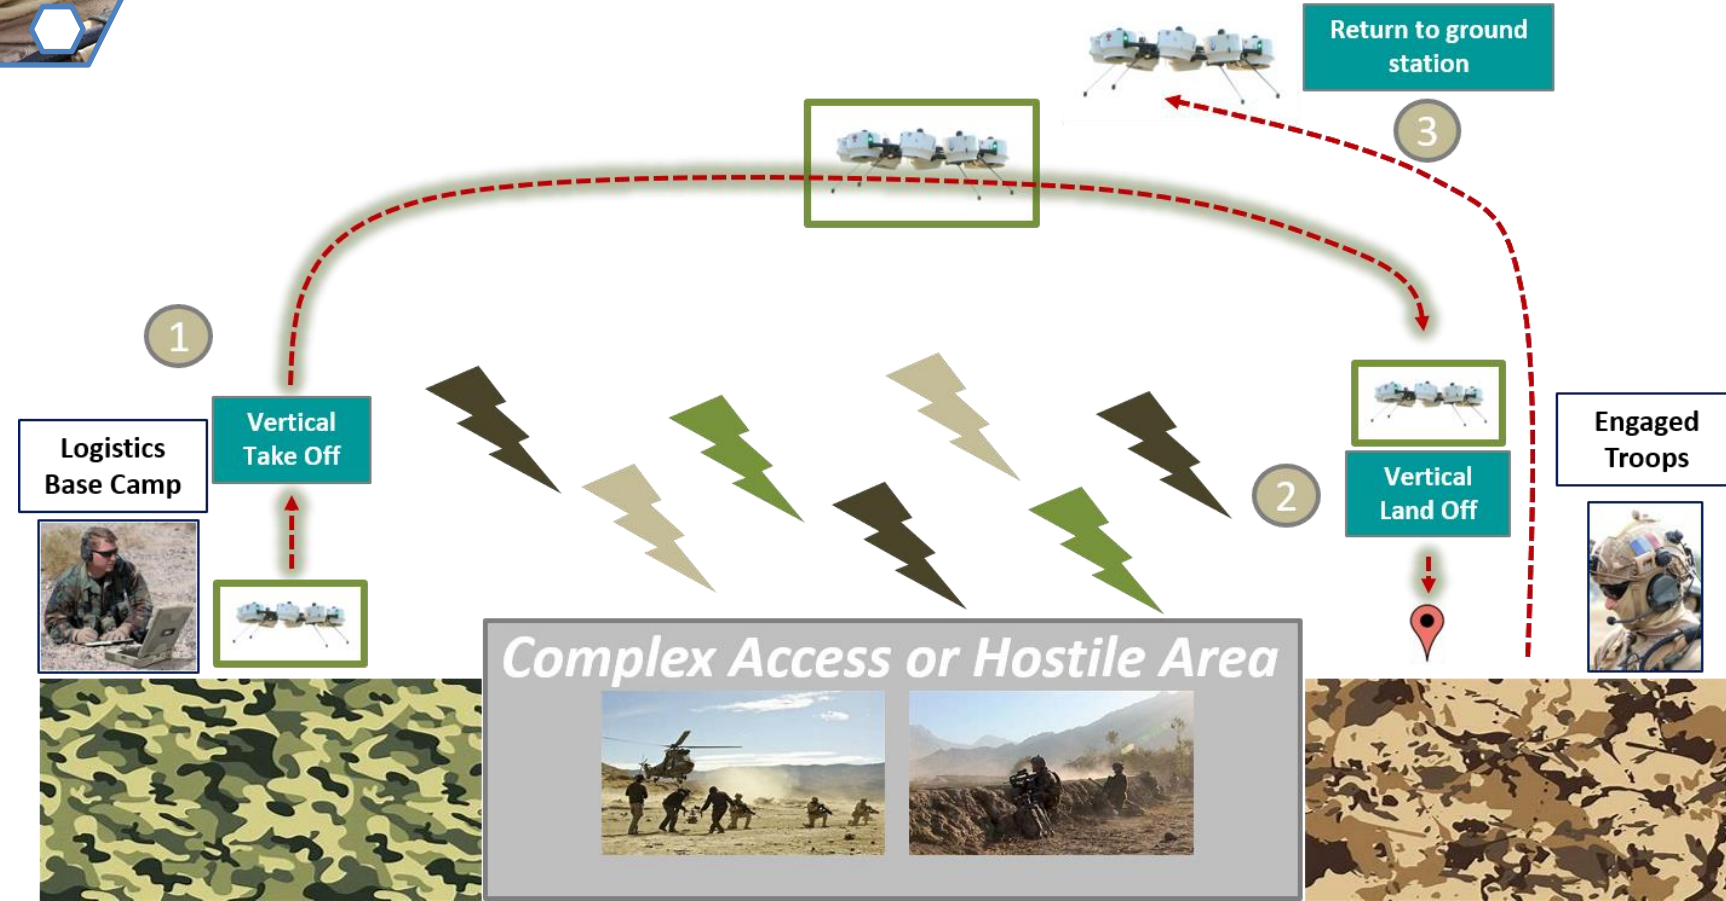 Return to ground
station
3
1
Vertical
Take Off
Logistics
Base Camp
2
Vertical
Land Off
Engaged
Troops
Complex Access or Hostile Area